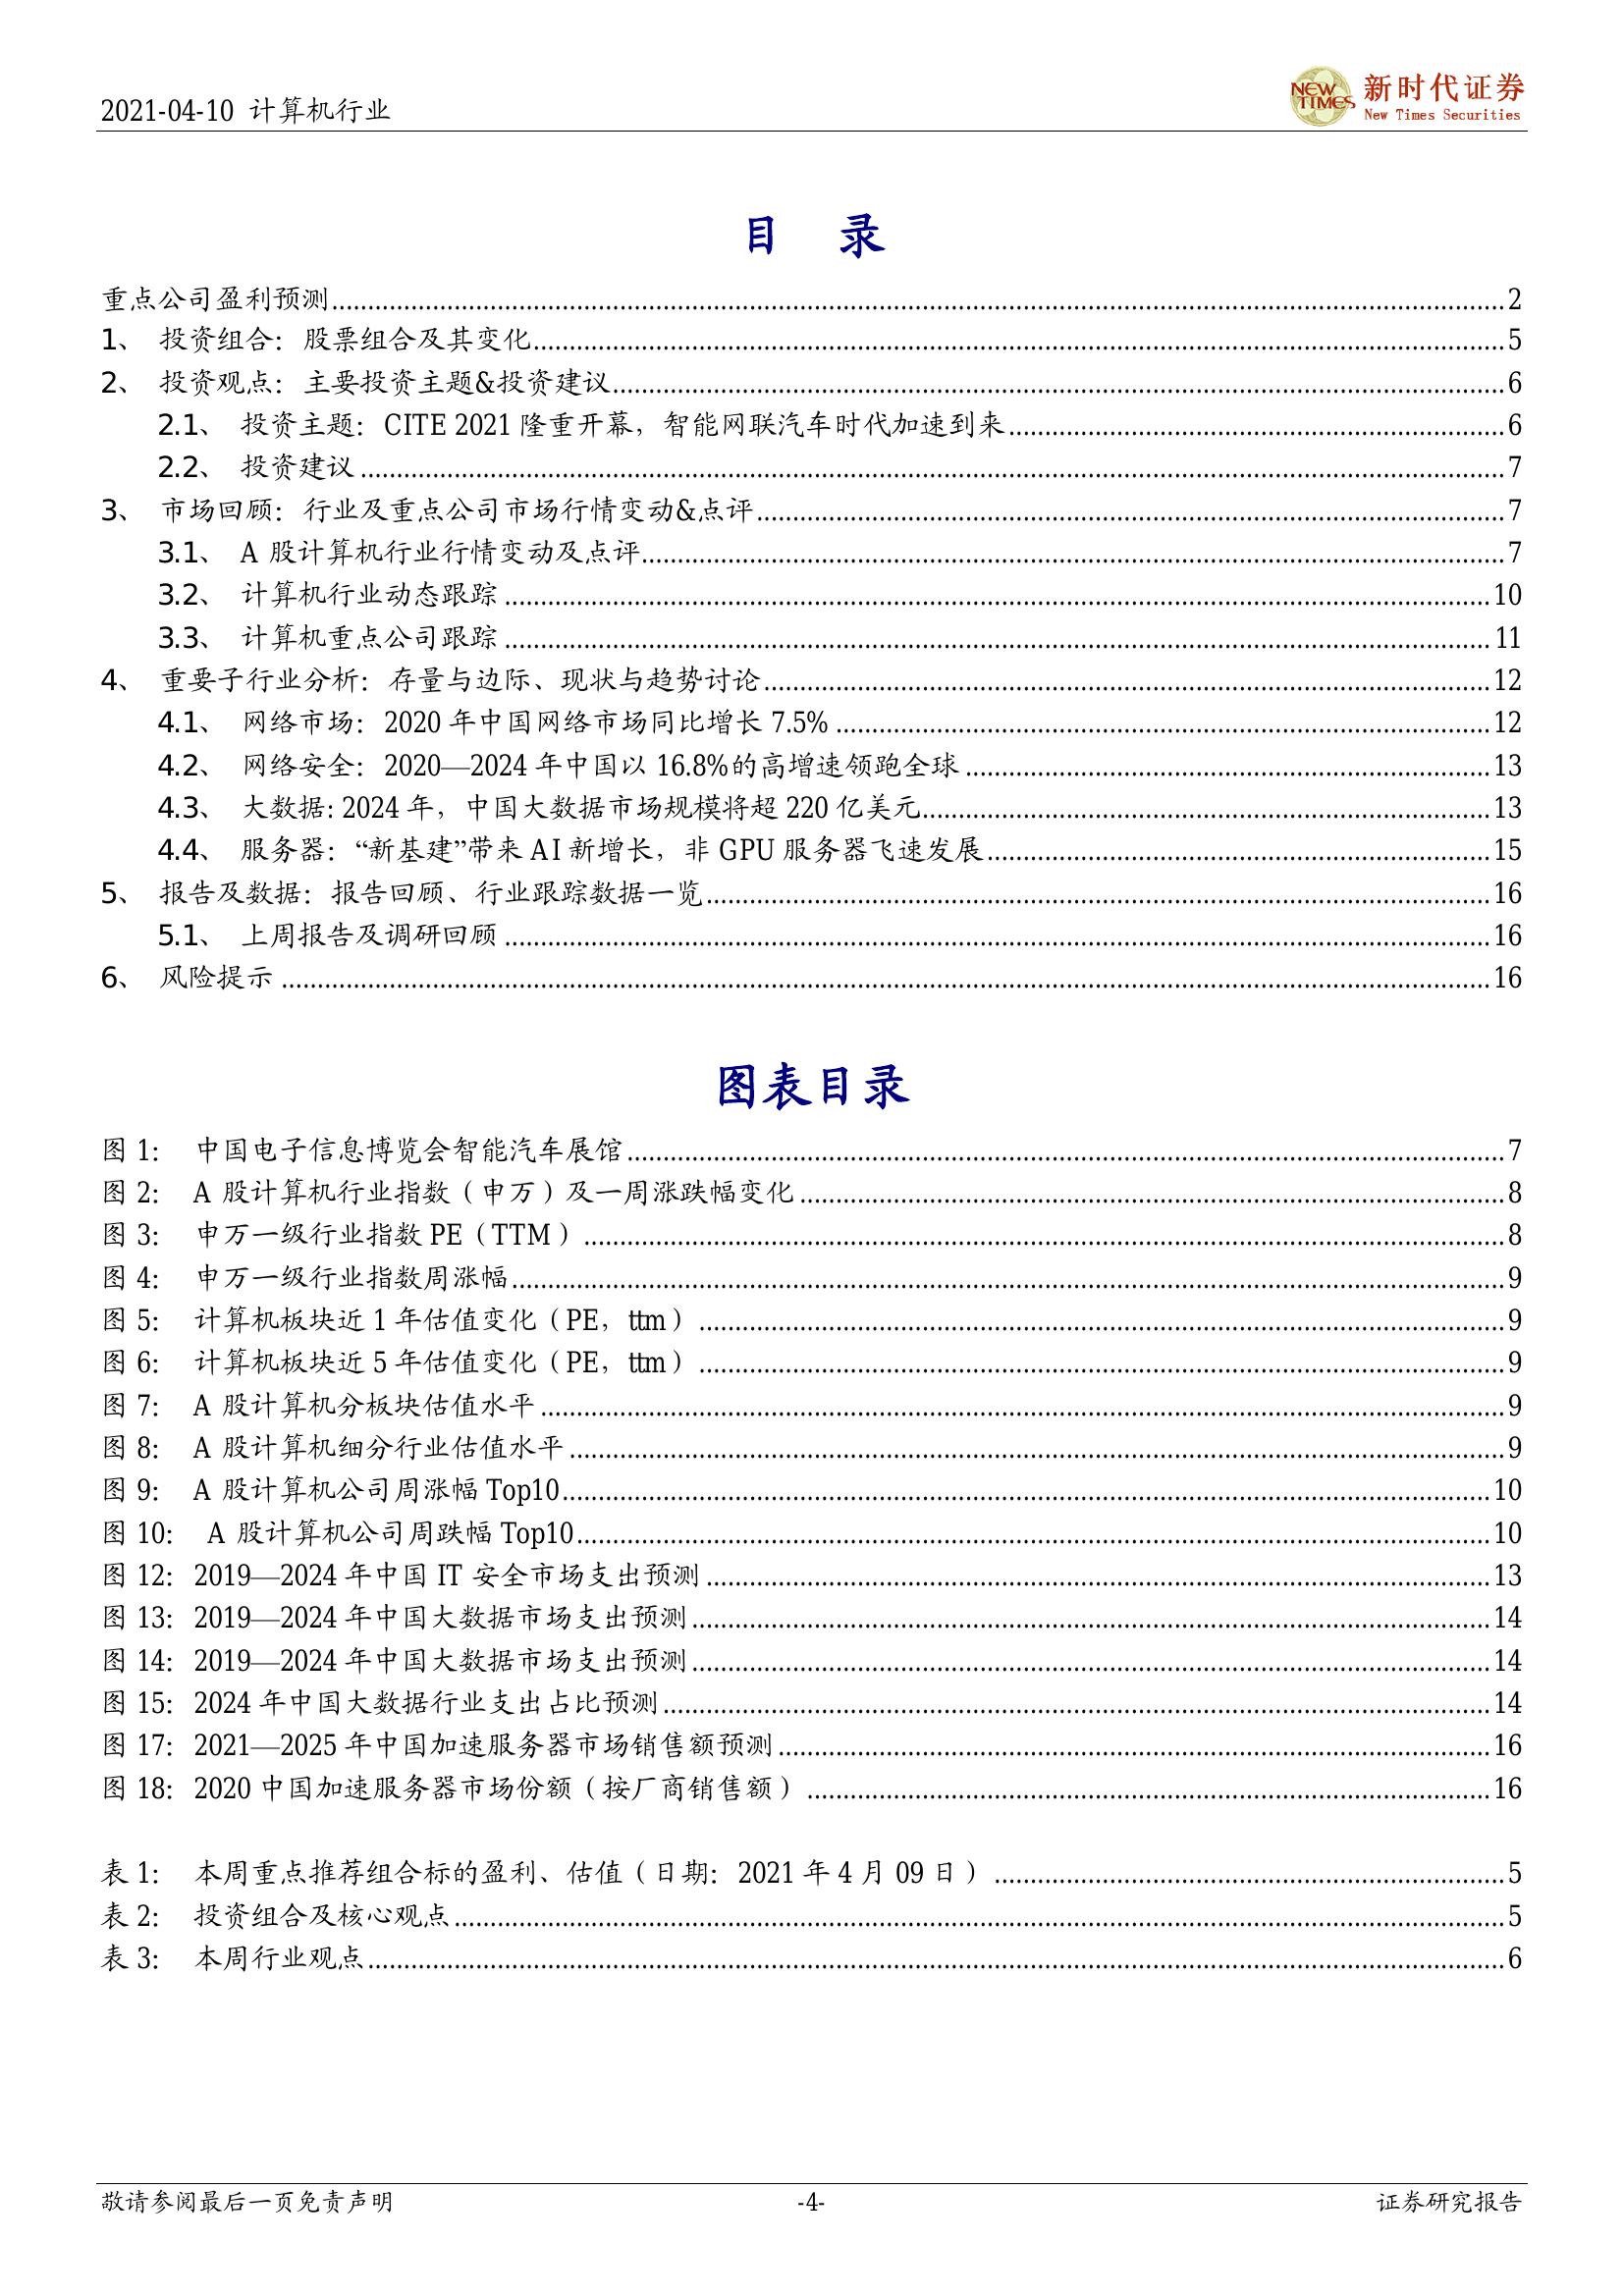 2021-04-10 计算机行业
NEW TIMES
新时代证券
New Times Securities
目 录
重点公司盈利预测 2
1、 投资组合：股票组合及其变化 5
2、 投资观点：主要投资主题&投资建议 6
2.1、 投资主题：CITE 2021 隆重开幕，智能网联汽车时代加速到来 6
2.2、 投资建议 7
3、 市场回顾：行业及重点公司市场行情变动&点评 7
3.1、 A 股计算机行业行情变动及点评 7
3.2、 计算机行业动态跟踪 10
3.3、 计算机重点公司跟踪 11
4、 重要子行业分析：存量与边际、现状与趋势讨论 12
4.1、 网络市场：2020 年中国网络市场同比增长 7.5% 12
4.2、 网络安全：2020—2024 年中国以 16.8%的高增速领跑全球 13
4.3、 大数据: 2024 年，中国大数据市场规模将超 220 亿美元 13
4.4、 服务器：“新基建”带来 AI 新增长，非 GPU 服务器飞速发展 15
5、 报告及数据：报告回顾、行业跟踪数据一览 16
5.1、 上周报告及调研回顾 16
6、 风险提示 16
图表目录
图 1： 中国电子信息博览会智能汽车展馆 7
图 2： A 股计算机行业指数（申万）及一周涨跌幅变化 8
图 3： 申万一级行业指数 PE（TTM） 8
图 4： 申万一级行业指数周涨幅 9
图 5： 计算机板块近 1 年估值变化（PE，ttm） 9
图 6： 计算机板块近 5 年估值变化（PE，ttm） 9
图 7： A 股计算机分板块估值水平 9
图 8： A 股计算机细分行业估值水平 9
图 9： A 股计算机公司周涨幅 Top10 10
图 10： A 股计算机公司周跌幅 Top10 10
图 12：2019—2024 年中国 IT 安全市场支出预测 13
图 13：2019—2024 年中国大数据市场支出预测 14
图 14：2019—2024 年中国大数据市场支出预测 14
图 15：2024 年中国大数据行业支出占比预测 14
图 17：2021—2025 年中国加速服务器市场销售额预测 16
图 18：2020 中国加速服务器市场份额（按厂商销售额） 16
表 1： 本周重点推荐组合标的盈利、估值（日期：2021 年 4 月 09 日） 5
表 2： 投资组合及核心观点 5
表 3： 本周行业观点 6
敬请参阅最后一页免责声明 -4- 证券研究报告